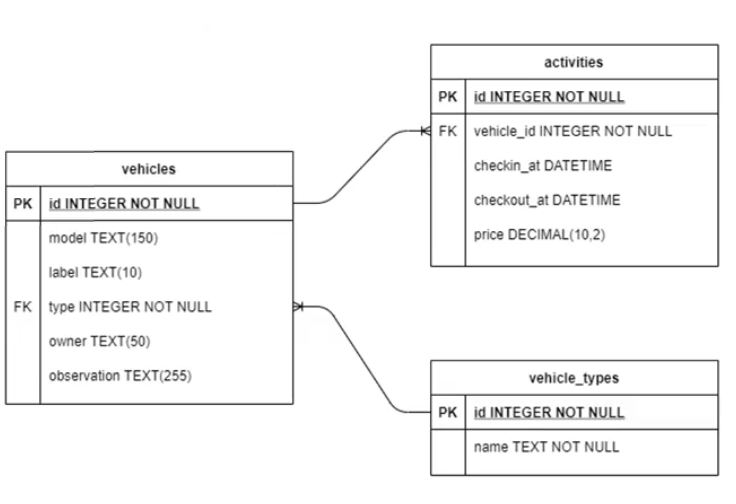 activities
PK id INTEGER NOT NULL
FK vehicle_id INTEGER NOT NULL
checkin_at DATETIME
checkout_at DATETIME
price DECIMAL(10,2)
vehicles
PK id INTEGER NOT NULL
model TEXT(150)
label TEXT(10)
FK type INTEGER NOT NULL
owner TEXT(50)
observation TEXT(255)
vehicle_types
PK id INTEGER NOT NULL
name TEXT NOT NULL